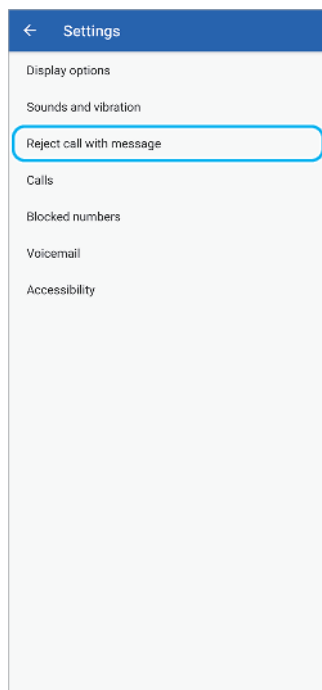 Settings
Display options
Sounds and vibration
Reject call with message
Calls
Blocked numbers
Voicemail
Accessibility